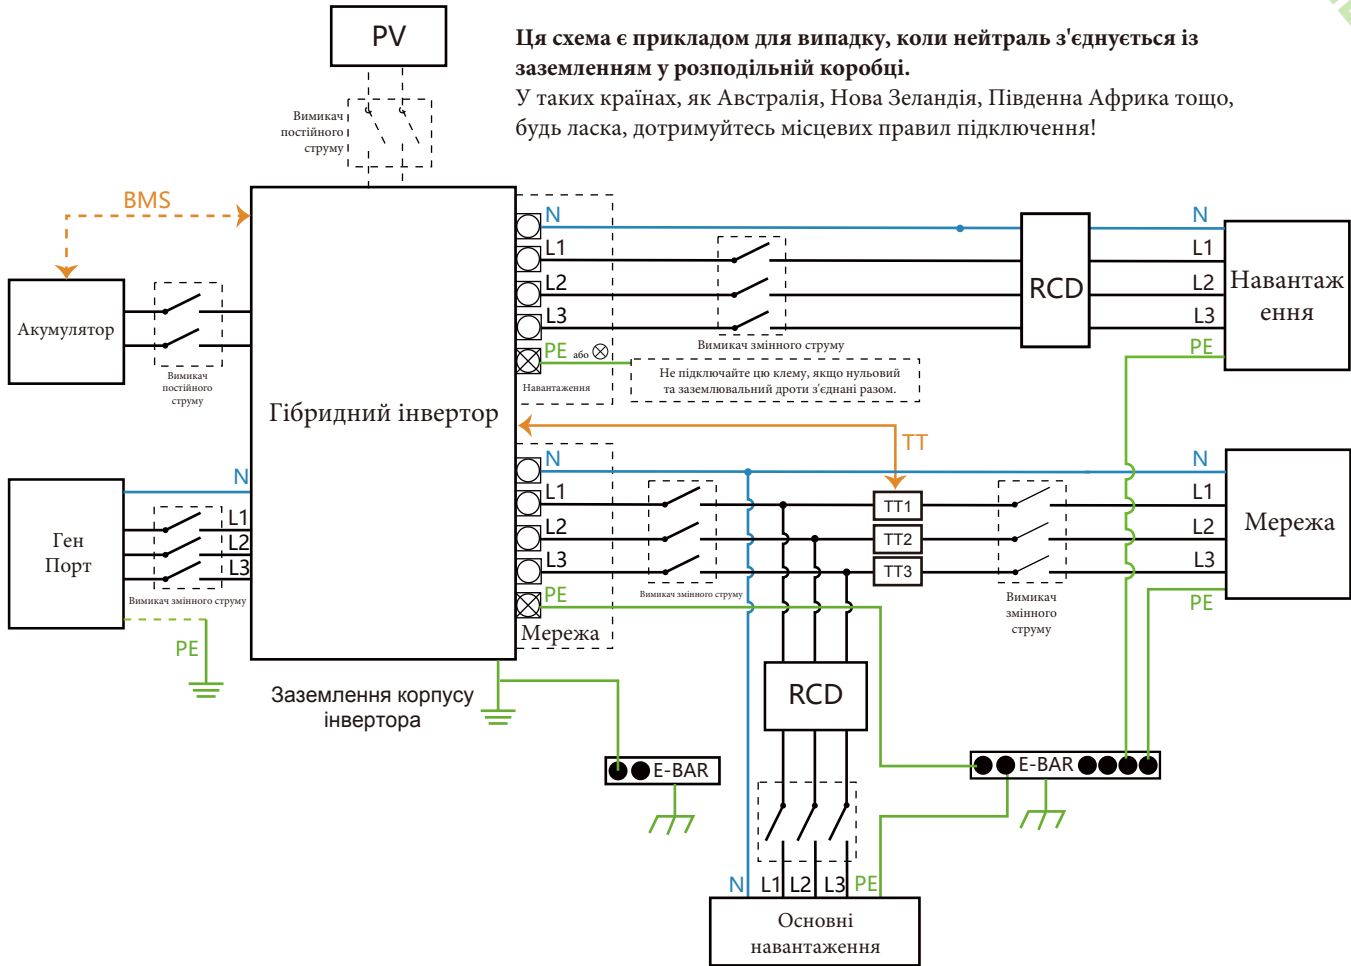 PV
Ця схема є прикладом для випадку, коли нейтраль з'єднується із
заземленням у розподільній коробці.
У таких країнах, як Австралія, Нова Зеландія, Південна Африка тощо,
будь ласка, дотримуйтесь місцевих правил підключення!
Вимикач
постійного
струму
BMS
Акумулятор
Вимикач
постійного
струму
Гібридний інвертор
N
L1
L2
L3
PE або
Навантаження
Вимикач змінного струму
Не підключайте цю клему, якщо нульовий
та заземлювальний дроти з'єднані разом.
RCD
N
L1
L2
L3
PE
Навантаж
ення
TT
Ген
Порт
N
L1
L2
L3
Вимикач змінного струму
PE
N
L1
L2
L3
PE
Мережа
Вимикач змінного струму
TT1
TT2
TT3
Вимикач
змінного
струму
N
L1
L2
L3
PE
Мережа
Заземлення корпусу
інвертора
RCD
E-BAR
E-BAR
N
L1
L2
L3
PE
Основні
навантаження